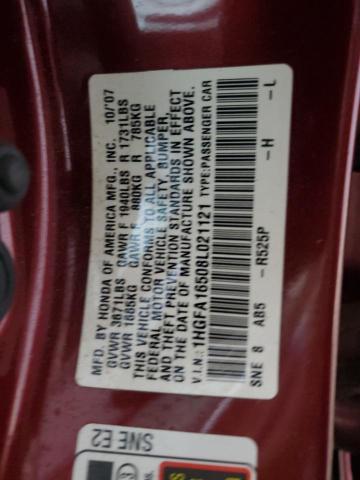 MFD BY HONDA OF AMERICA MFG., INC. 10/07
GVWR 3671LBS GAWR F 1940LBS R 1731LBS
GVWR 1665KG GAWR F 880KG R 785KG
THIS VEHICLE CONFORMS TO ALL APPLICABLE
FEDERAL MOTOR VEHICLE SAFETY, BUMPER,
AND THEFT PREVENTION STANDARDS IN EFFECT
ON THE DATE OF MANUFACTURE SHOWN ABOVE.
V.I.N.: 1HGFA16508L021121 TYPE:PASSENGER CAR
SNE 8 AB5 -R525P -H -L
SNE E2